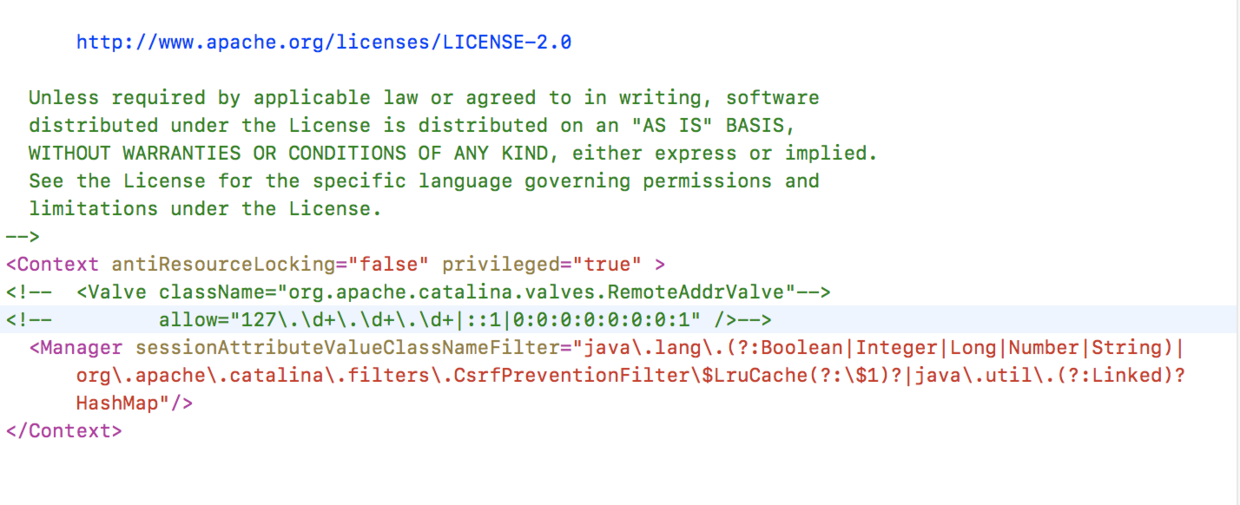 http://www.apache.org/licenses/LICENSE-2.0
Unless required by applicable law or agreed to in writing, software
distributed under the License is distributed on an "AS IS" BASIS,
WITHOUT WARRANTIES OR CONDITIONS OF ANY KIND, either express or implied.
See the License for the specific language governing permissions and
limitations under the License.
-->
<Context antiResourceLocking="false" privileged="true" >
<!--  <Valve className="org.apache.catalina.valves.RemoteAddrValve"-->
<!--         allow="127\.\d+\.\d+\.\d+|::1|0:0:0:0:0:0:0:1" />-->
  <Manager sessionAttributeValueClassNameFilter="java\.lang\.(?:Boolean|Integer|Long|Number|String)|
      org\.apache\.catalina\.filters\.CsrfPreventionFilter\$LruCache(?:\$1)?|java\.util\.(?:Linked)?
      HashMap"/>
</Context>